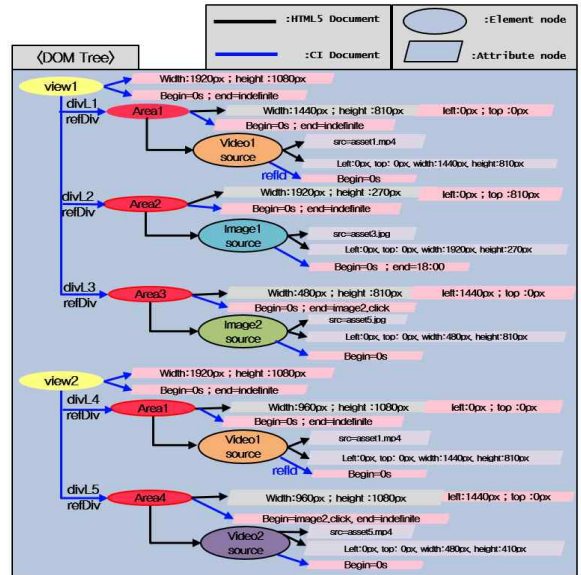 :HTML5 Document
:Element node
:CI Document
:Attribute node
〈DOM Tree〉
view1
Width:1920px ; height :1080px
Begin=0s ; end=indefinite
divL1
refDiv
Area1
Width:1440px ; height :810px
left:0px ; top :0px
Begin=0s ; end=indefinite
Video1
source
src=asset1.mp4
Left:0px, top: 0px, width:1440px, height:810px
refId
Begin=0s
divL2
refDiv
Area2
Width:1920px ; height :270px
left:0px ; top :810px
Begin=0s ; end=indefinite
Image1
source
src=asset3.jpg
Left:0px, top: 0px, width:1920px, height:270px
Begin=0s ; end=18:00
divL3
refDiv
Area3
Width:480px ; height :810px
left:1440px ; top :0px
Begin=0s ; end=image2,click
Image2
source
src=asset5.jpg
Left:0px, top: 0px, width:480px, height:810px
Begin=0s
view2
Width:1920px ; height :1080px
Begin=0s ; end=indefinite
divL4
refDiv
Area1
Width:960px ; height :1080px
left:0px ; top :0px
Begin=0s ; end=indefinite
Video1
source
src=asset1.mp4
Left:0px, top: 0px, width:1440px, height:810px
refId
Begin=0s
divL5
refDiv
Area4
Width:960px ; height :1080px
left:1440px ; top :0px
Begin=image2,click, end=indefinite
Video2
source
src=asset5.mp4
Left:0px, top: 0px, width:480px, height:410px
Begin=0s